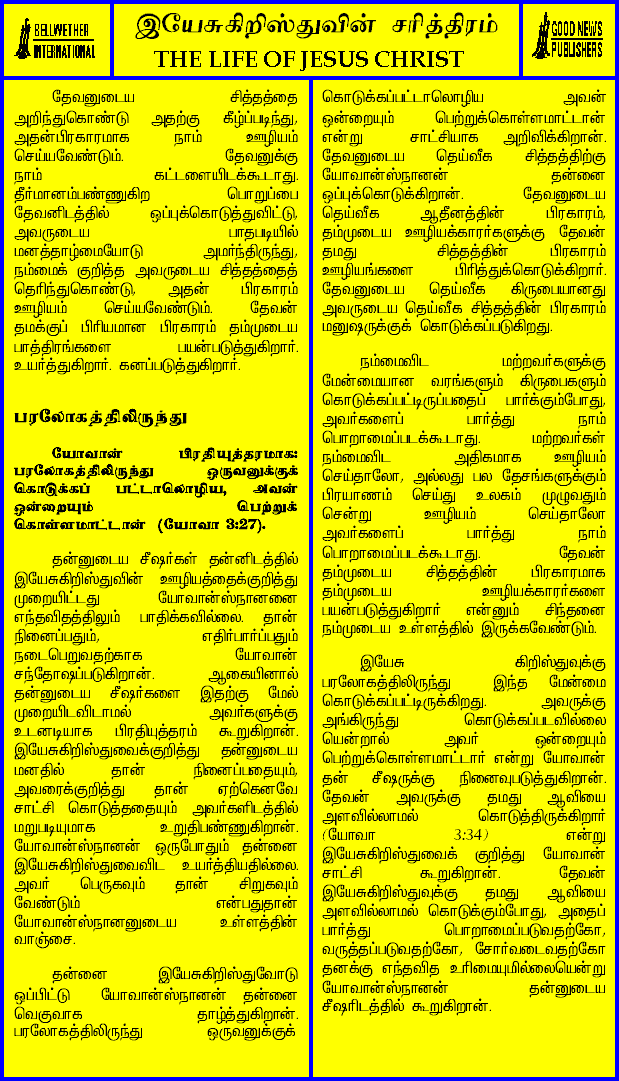 BELLWETHER
INTERNATIONAL
இயேசுகிறிஸ்துவின் சரித்திரம்
THE LIFE OF JESUS CHRIST
GOOD NEWS
PUBLISHERS
தேவனுடைய சித்தத்தை
அறிந்துகொண்டு அதற்கு கீழ்ப்படிந்து,
அதன்பிரகாரமாக நாம் ஊழியம்
செய்யவேண்டும். தேவனுக்கு
நாம் கட்டளையிடக்கூடாது.
தீர்மானம்பண்ணுகிற பொறுப்பை
தேவனிடத்தில் ஒப்புக்கொடுத்துவிட்டு,
அவருடைய பாதபடியில்
மனத்தாழ்மையோடு அமர்ந்திருந்து,
நம்மைக் குறித்த அவருடைய சித்தத்தைத்
தெரிந்துகொண்டு, அதன் பிரகாரம்
ஊழியம் செய்யவேண்டும். தேவன்
தமக்குப் பிரியமான பிரகாரம் தம்முடைய
பாத்திரங்களை பயன்படுத்துகிறார்.
உயர்த்துகிறார். கனப்படுத்துகிறார்.
பரலோகத்திலிருந்து
யோவான் பிரதியுத்தரமாக:
பரலோகத்திலிருந்து ஒருவனுக்குக்
கொடுக்கப் பட்டாலொழிய, அவன்
ஒன்றையும் பெற்றுக்
கொள்ளமாட்டான் (யோவா 3:27).
தன்னுடைய சீஷர்கள் தன்னிடத்தில்
இயேசுகிறிஸ்துவின் ஊழியத்தைக்குறித்து
முறையிட்டது யோவான்ஸ்நானனை
எந்தவிதத்திலும் பாதிக்கவில்லை. தான்
நினைப்பதும், எதிர்பார்ப்பதும்
நடைபெறுவதற்காக யோவான்
சந்தோஷப்படுகிறான். ஆகையினால்
தன்னுடைய சீஷர்களை இதற்கு மேல்
முறையிடவிடாமல் அவர்களுக்கு
உடனடியாக பிரதியுத்தரம் கூறுகிறான்.
இயேசுகிறிஸ்துவைக்குறித்து தன்னுடைய
மனதில் தான் நினைப்பதையும்,
அவரைக்குறித்து தான் ஏற்கெனவே
சாட்சி கொடுத்ததையும் அவர்களிடத்தில்
மறுபடியுமாக உறுதிபண்ணுகிறான்.
யோவான்ஸ்நானன் ஒருபோதும் தன்னை
இயேசுகிறிஸ்துவைவிட உயர்த்தியதில்லை.
அவர் பெருகவும் தான் சிறுகவும்
வேண்டும் என்பதுதான்
யோவான்ஸ்நானனுடைய உள்ளத்தின்
வாஞ்சை.
தன்னை இயேசுகிறிஸ்துவோடு
ஒப்பிட்டு யோவான்ஸ்நானன் தன்னை
வெகுவாக தாழ்த்துகிறான்.
பரலோகத்திலிருந்து ஒருவனுக்குக்
கொடுக்கப்பட்டாலொழிய அவன்
ஒன்றையும் பெற்றுக்கொள்ளமாட்டான்
என்று சாட்சியாக அறிவிக்கிறான்.
தேவனுடைய தெய்வீக சித்தத்திற்கு
யோவான்ஸ்நானன் தன்னை
ஒப்புக்கொடுக்கிறான். தேவனுடைய
தெய்வீக ஆதீனத்தின் பிரகாரம்,
தம்முடைய ஊழியக்காரர்களுக்கு தேவன்
தமது சித்தத்தின் பிரகாரம்
ஊழியங்களை பிரித்துக்கொடுக்கிறார்.
தேவனுடைய தெய்வீக கிருபையானது
அவருடைய தெய்வீக சித்தத்தின் பிரகாரம்
மனுஷருக்குக் கொடுக்கப்படுகிறது.
நம்மைவிட மற்றவர்களுக்கு
மேன்மையான வரங்களும் கிருபைகளும்
கொடுக்கப்பட்டிருப்பதைப் பார்க்கும்போது,
அவர்களைப் பார்த்து நாம்
பொறாமைப்படக்கூடாது. மற்றவர்கள்
நம்மைவிட அதிகமாக ஊழியம்
செய்தாலோ, அல்லது பல தேசங்களுக்கும்
பிரயாணம் செய்து உலகம் முழுவதும்
சென்று ஊழியம் செய்தாலோ
அவர்களைப் பார்த்து நாம்
பொறாமைப்படக்கூடாது. தேவன்
தம்முடைய சித்தத்தின் பிரகாரமாக
தம்முடைய ஊழியக்காரர்களை
பயன்படுத்துகிறார் என்னும் சிந்தனை
நம்முடைய உள்ளத்தில் இருக்கவேண்டும்.
இயேசு கிறிஸ்துவுக்கு
பரலோகத்திலிருந்து இந்த மேன்மை
கொடுக்கப்பட்டிருக்கிறது. அவருக்கு
அங்கிருந்து கொடுக்கப்படவில்லை
யென்றால் அவர் ஒன்றையும்
பெற்றுக்கொள்ளமாட்டார் என்று யோவான்
தன் சீஷருக்கு நினைவுபடுத்துகிறான்.
தேவன் அவருக்கு தமது ஆவியை
அளவில்லாமல் கொடுத்திருக்கிறார்
(யோவா 3:34) என்று
இயேசுகிறிஸ்துவைக் குறித்து யோவான்
சாட்சி கூறுகிறான். தேவன்
இயேசுகிறிஸ்துவுக்கு தமது ஆவியை
அளவில்லாமல் கொடுக்கும்போது, அதைப்
பார்த்து பொறாமைப்படுவதற்கோ,
வருத்தப்படுவதற்கோ, சோர்வடைவதற்கோ
தனக்கு எந்தவித உரிமையுமில்லையென்று
யோவான்ஸ்நானன் தன்னுடைய
சீஷரிடத்தில் கூறுகிறான்.